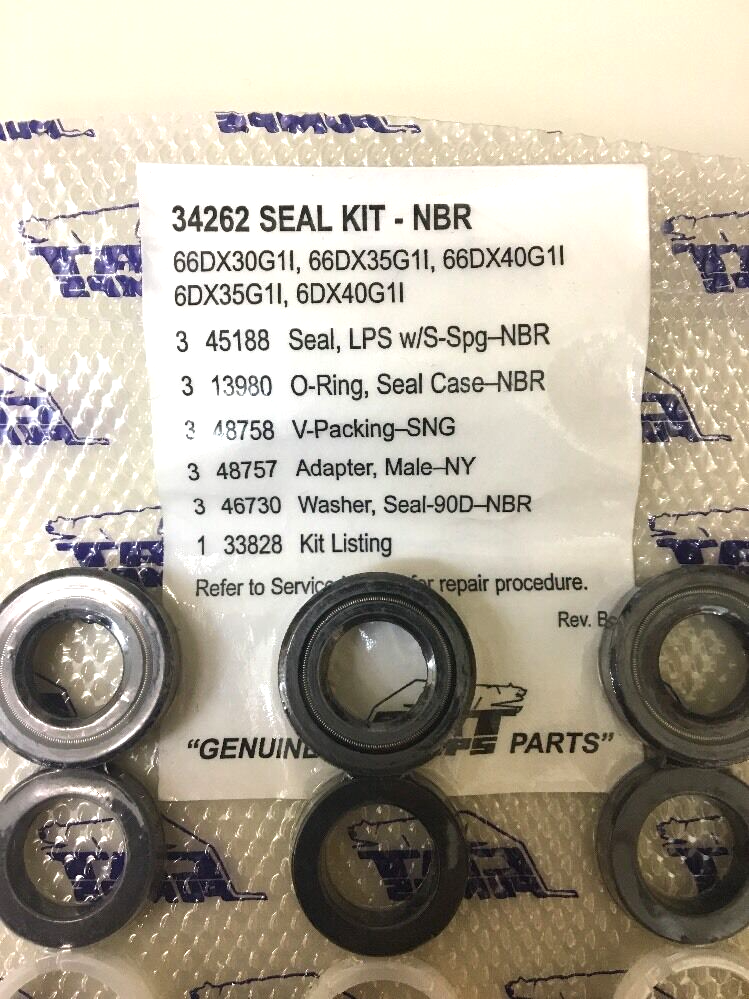 34262 SEAL KIT - NBR
66DX30G1I, 66DX35G1I, 66DX40G1I
6DX35G1I, 6DX40G1I
3 45188 Seal, LPS w/S-Spg–NBR
3 13980 O-Ring, Seal Case–NBR
3 48758 V-Packing–SNG
3 48757 Adapter, Male–NY
3 46730 Washer, Seal-90D–NBR
1 33828 Kit Listing
Refer to Service repair procedure.
Rev.
"GENUINE PARTS"